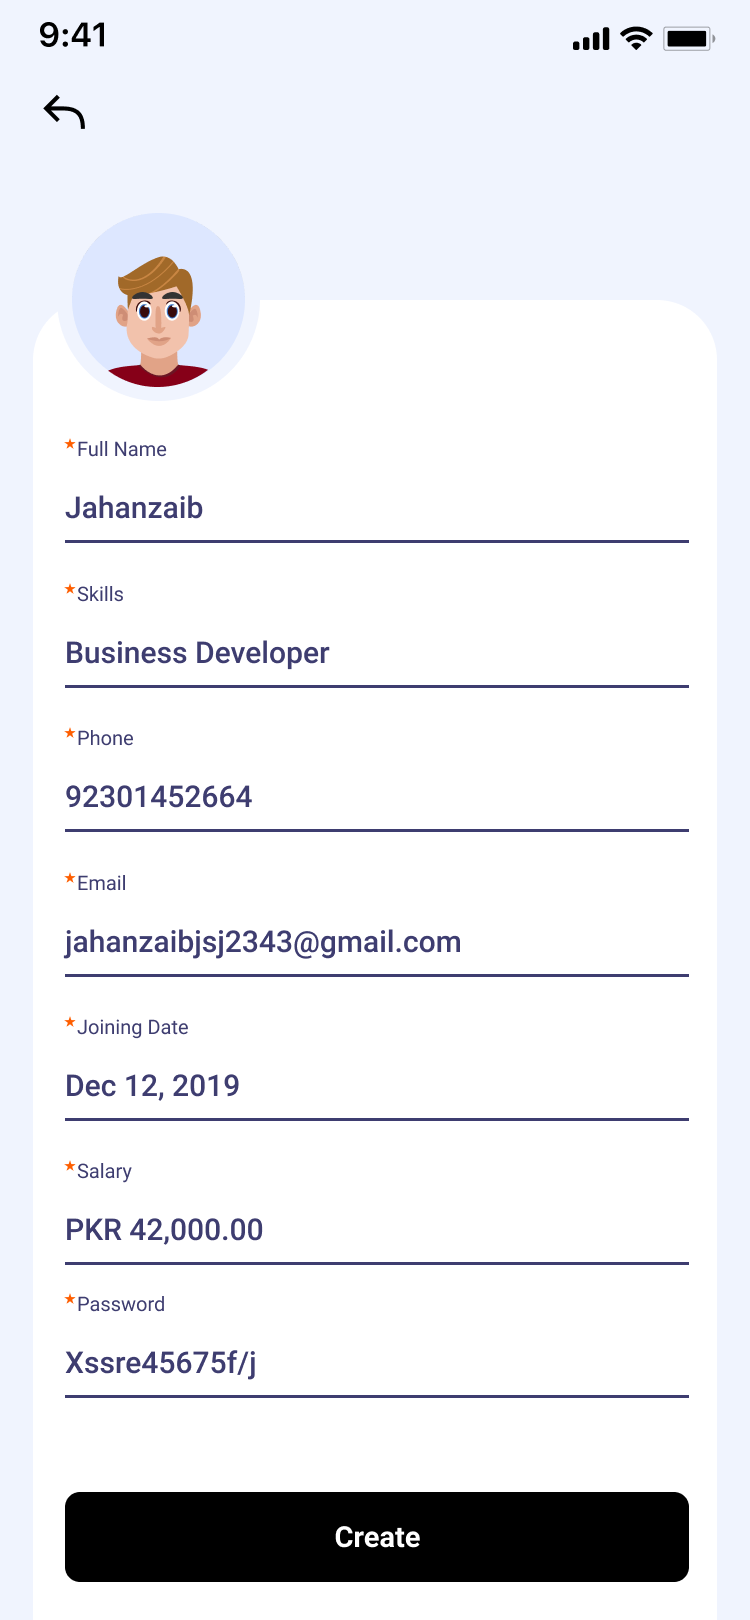 9:41
*Full Name
Jahanzaib
*Skills
Business Developer
*Phone
92301452664
*Email
jahanzaibjsj2343@gmail.com
*Joining Date
Dec 12, 2019
*Salary
PKR 42,000.00
*Password
Xssre45675f/j
Create